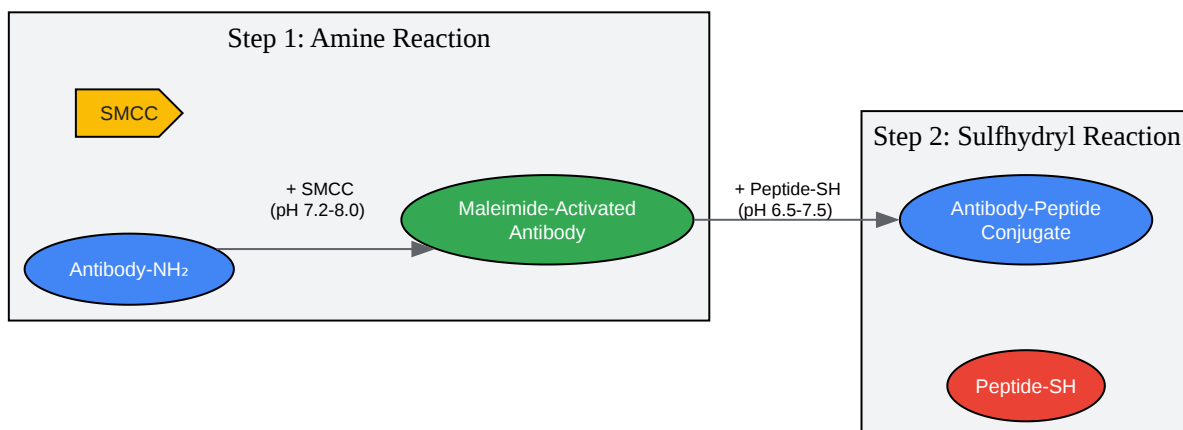 Step 1: Amine Reaction
SMCC
+ SMCC
(pH 7.2-8.0)
Antibody-NH₂
Maleimide-Activated
Antibody
+ Peptide-SH
(pH 6.5-7.5)
Step 2: Sulfhydryl Reaction
Antibody-Peptide
Conjugate
Peptide-SH